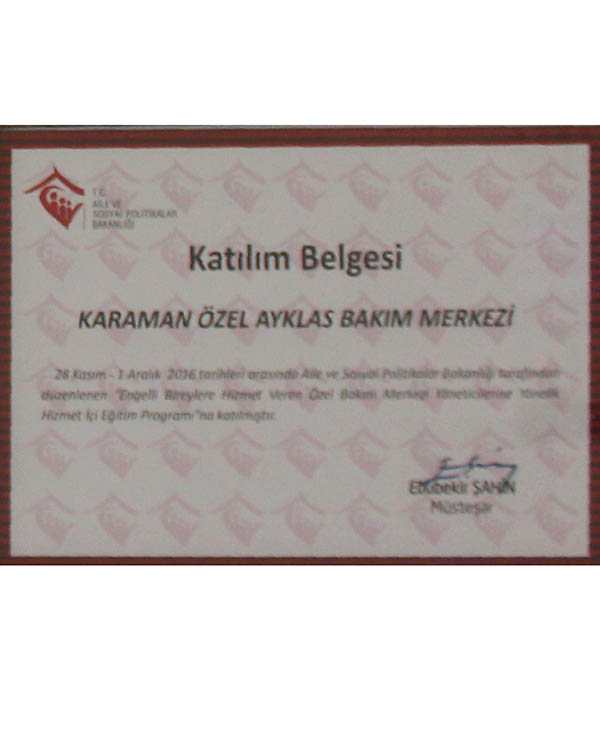 T.C.
AİLE VE
SOSYAL POLİTİKALAR
BAKANLIĞI
Katılım Belgesi
KARAMAN ÖZEL AYKLAS BAKIM MERKEZİ
28 Kasım - 1 Aralık 2016 tarihleri arasında Aile ve Sosyal Politikalar Bakanlığı tarafından
düzenlenen "Engelli Bireylere Hizmet Veren Özel Bakım Merkezi Yöneticilerine Yönelik
Hizmet İçi Eğitim Programı"na katılmıştır.
Ebubekir ŞAHİN
Müsteşar